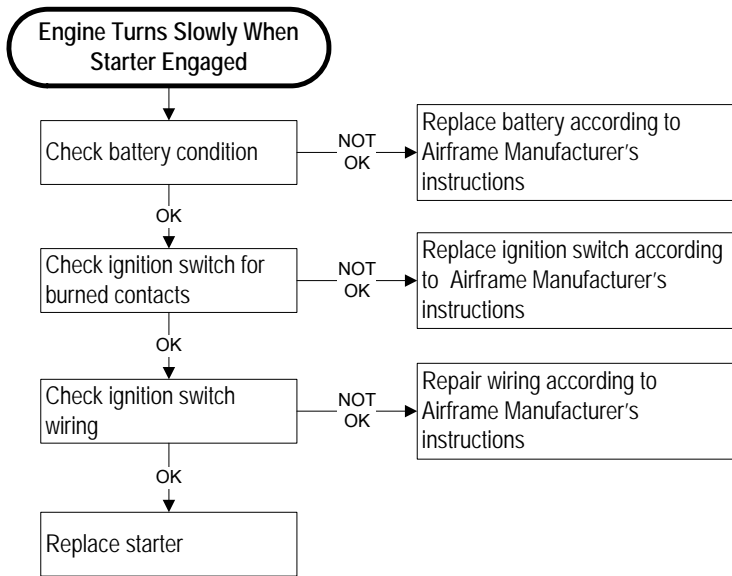 Engine Turns Slowly When
Starter Engaged
Check battery condition
NOT
OK
Replace battery according to
Airframe Manufacturer's
instructions
OK
Check ignition switch for
burned contacts
NOT
OK
Replace ignition switch according
to Airframe Manufacturer's
instructions
OK
Check ignition switch
wiring
NOT
OK
Repair wiring according to
Airframe Manufacturer's
instructions
OK
Replace starter